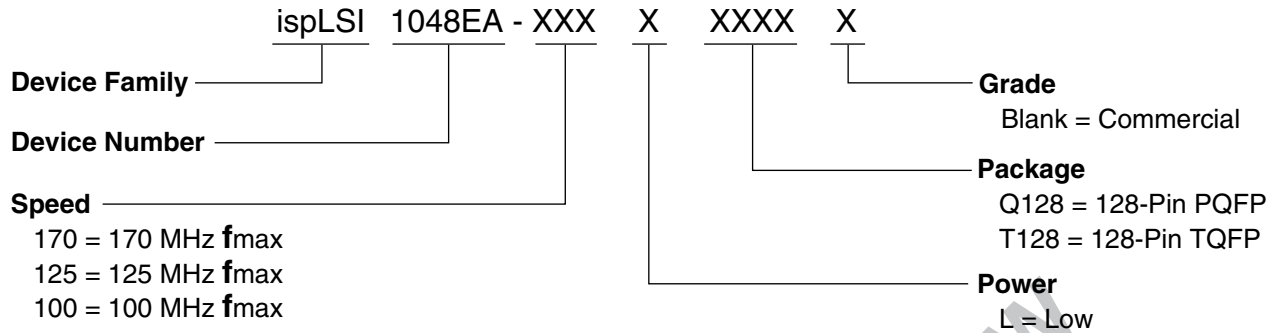 ispLSI 1048EA - XXX X XXXX X
Device Family
Device Number
Speed
170 = 170 MHz fmax
125 = 125 MHz fmax
100 = 100 MHz fmax
Grade
Blank = Commercial
Package
Q128 = 128-Pin PQFP
T128 = 128-Pin TQFP
Power
L = Low